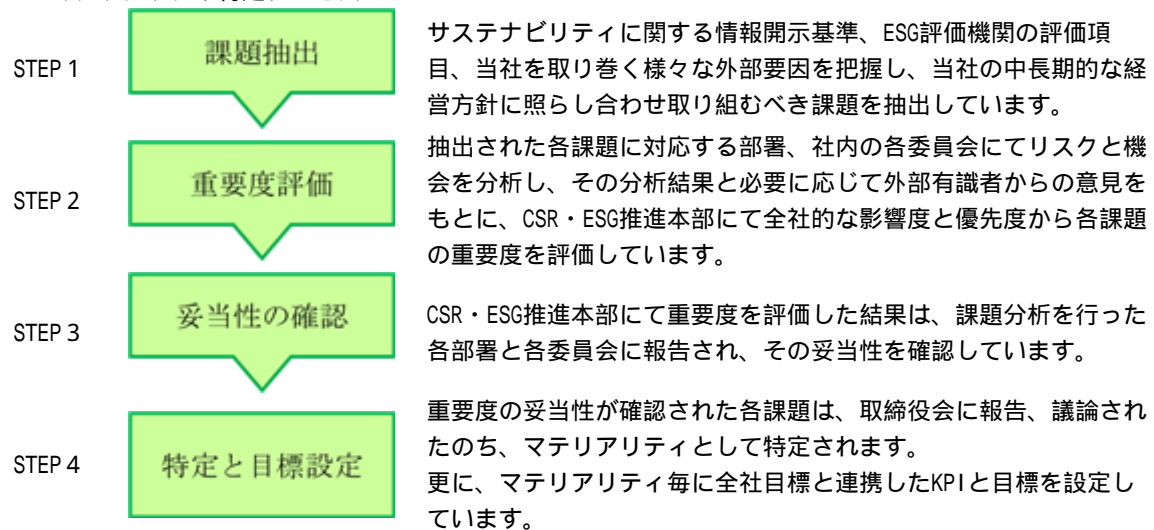 STEP 1
課題抽出
サステナビリティに関する情報開示基準、ESG評価機関の評価項
目、当社を取り巻く様々な外部要因を把握し、当社の中長期的な経
営方針に照らし合わせ取り組むべき課題を抽出しています。
STEP 2
重要度評価
抽出された各課題に対応する部署、社内の各委員会にてリスクと機
会を分析し、その分析結果と必要に応じて外部有識者からの意見を
もとに、CSR・ESG推進本部にて全社的な影響度と優先度から各課題
の重要度を評価しています。
STEP 3
妥当性の確認
CSR・ESG推進本部にて重要度を評価した結果は、課題分析を行った
各部署と各委員会に報告され、その妥当性を確認しています。
STEP 4
特定と目標設定
重要度の妥当性が確認された各課題は、取締役会に報告、議論され
たのち、マテリアリティとして特定されます。
更に、マテリアリティ毎に全社目標と連携したKPIと目標を設定し
ています。